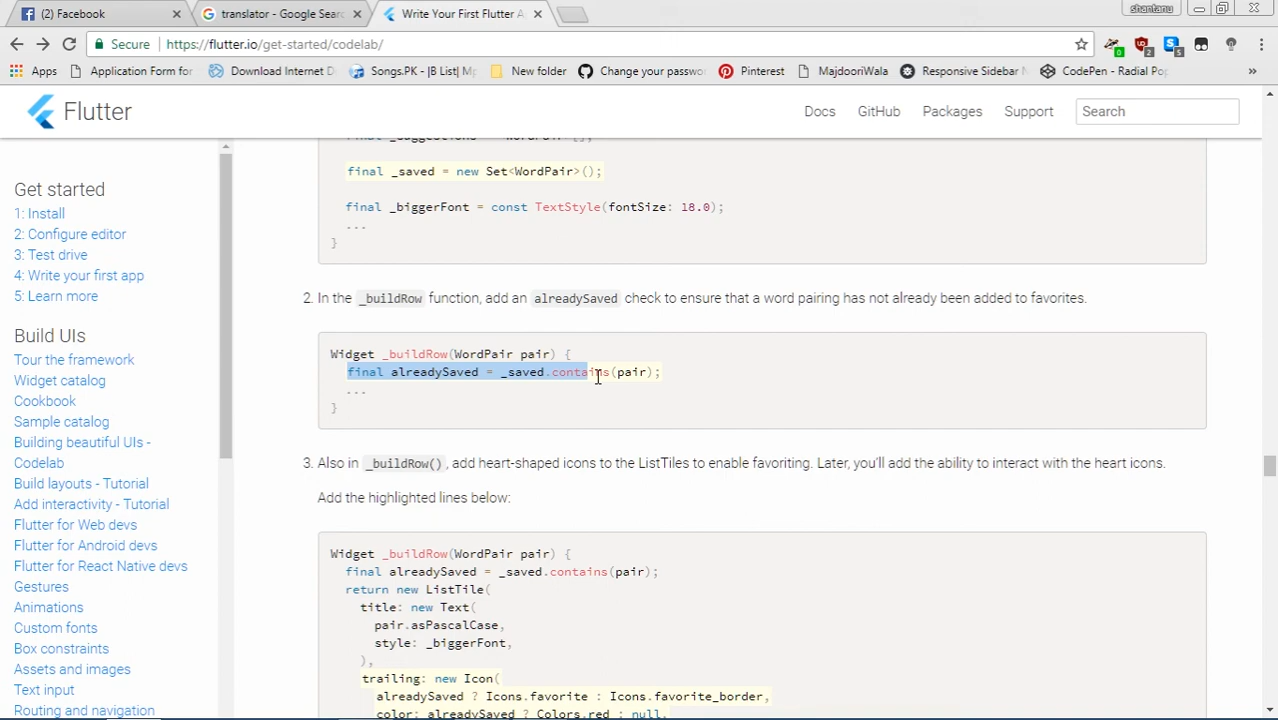 (2) Facebook
translator - Google Sear
Write Your First Flutter A
shantanu
Secure
https://flutter.io/get-started/codelab/
0
2
5
Apps
Application Form for
Download Internet D
Songs.PK - |B List| M
New folder
Change your passwo
Pinterest
MajdooriWala
Responsive Sidebar N
CodePen - Radial Po
»
Flutter
Docs
GitHub
Packages
Support
Search
Get started
1: Install
2: Configure editor
3: Test drive
4: Write your first app
5: Learn more
Build UIs
Tour the framework
Widget catalog
Cookbook
Sample catalog
Building beautiful UIs -
Codelab
Build layouts - Tutorial
Add interactivity - Tutorial
Flutter for Web devs
Flutter for Android devs
Flutter for React Native devs
Gestures
Animations
Custom fonts
Box constraints
Assets and images
Text input
Routing and navigation
final _suggestions = <WordPair>[];
final _saved = new Set<WordPair>();
final _biggerFont = const TextStyle(fontSize: 18.0);
...
}
2. In the _buildRow function, add an alreadySaved check to ensure that a word pairing has not already been added to favorites.
Widget _buildRow(WordPair pair) {
final alreadySaved = _saved.contains(pair);
...
}
3. Also in _buildRow(), add heart-shaped icons to the ListTiles to enable favoriting. Later, you'll add the ability to interact with the heart icons.
Add the highlighted lines below:
Widget _buildRow(WordPair pair) {
final alreadySaved = _saved.contains(pair);
return new ListTile(
title: new Text(
pair.asPascalCase,
style: _biggerFont,
),
trailing: new Icon(
alreadySaved ? Icons.favorite : Icons.favorite_border,
color: alreadySaved ? Colors.red : null,